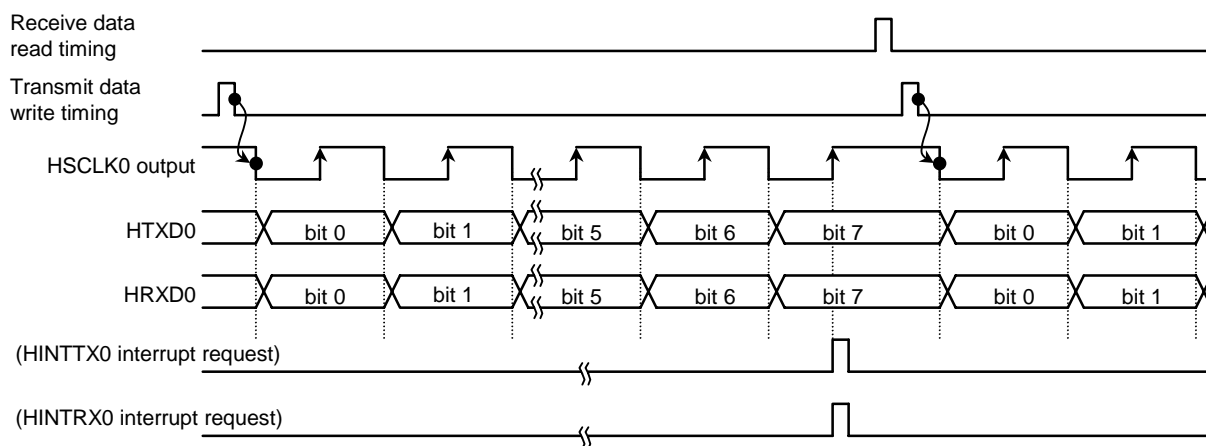 Receive data
read timing
Transmit data
write timing
HSCLK0 output
HTXD0
bit 0 bit 1 bit 5 bit 6 bit 7 bit 0 bit 1
HRXD0
bit 0 bit 1 bit 5 bit 6 bit 7 bit 0 bit 1
(HINTTX0 interrupt request)
(HINTRX0 interrupt request)